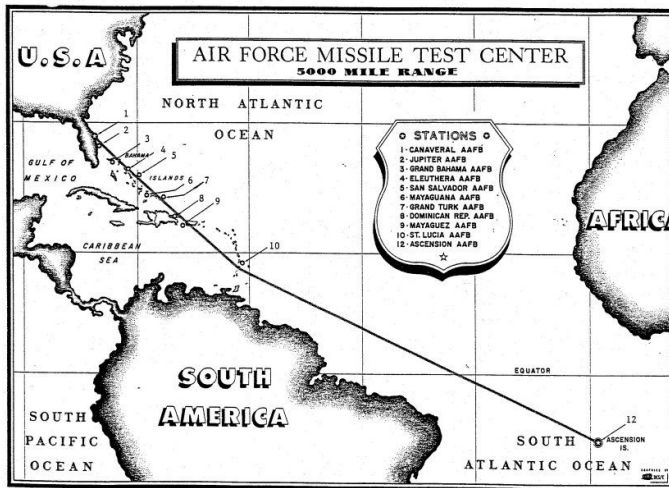 U.S.A
AIR FORCE MISSILE TEST CENTER
5000 MILE RANGE
NORTH ATLANTIC
OCEAN
1
2
3
4
5
6
7
8
9
10
GULF OF
MEXICO
BAHAMA
ISLANDS
CARIBBEAN
SEA
STATIONS
1-CANAVERAL AAFB
2-JUPITER AAFB
3-GRAND BAHAMA AAFB
4-ELEUTHERA AAFB
5-SAN SALVADOR AAFB
6-MAYAGUANA AAFB
7-GRAND TURK AAFB
8-DOMINICAN REP. AAFB
9-MAYAGUEZ AAFB
10-ST. LUCIA AAFB
12-ASCENSION AAFB
AFRICA
SOUTH
AMERICA
EQUATOR
12
ASCENSION
IS.
SOUTH
PACIFIC
OCEAN
SOUTH
ATLANTIC OCEAN